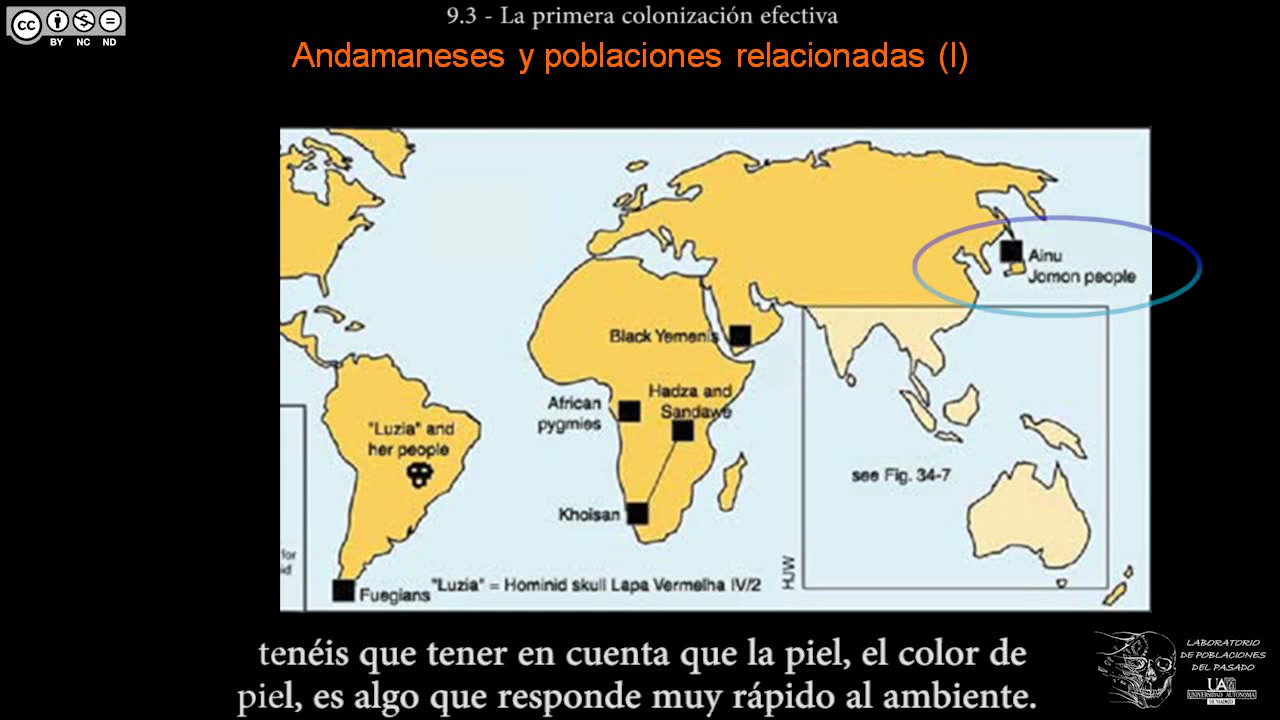 9.3 - La primera colonización efectiva
cc
BY NC ND
Andamaneses y poblaciones relacionadas (I)
Ainu
Jomon people
Black Yemenis
Hadza and
Sandawe
African
pygmies
"Luzia" and
her people
see Fig. 34-7
Khoisan
for
HJW
"Luzia" = Hominid skull Lapa Vermelha IV/2
Fuegians
tenéis que tener en cuenta que la piel, el color de
piel, es algo que responde muy rápido al ambiente.
LABORATORIO
DE POBLACIONES
DEL PASADO
UNIVERSIDAD AUTONOMA
DE MADRID